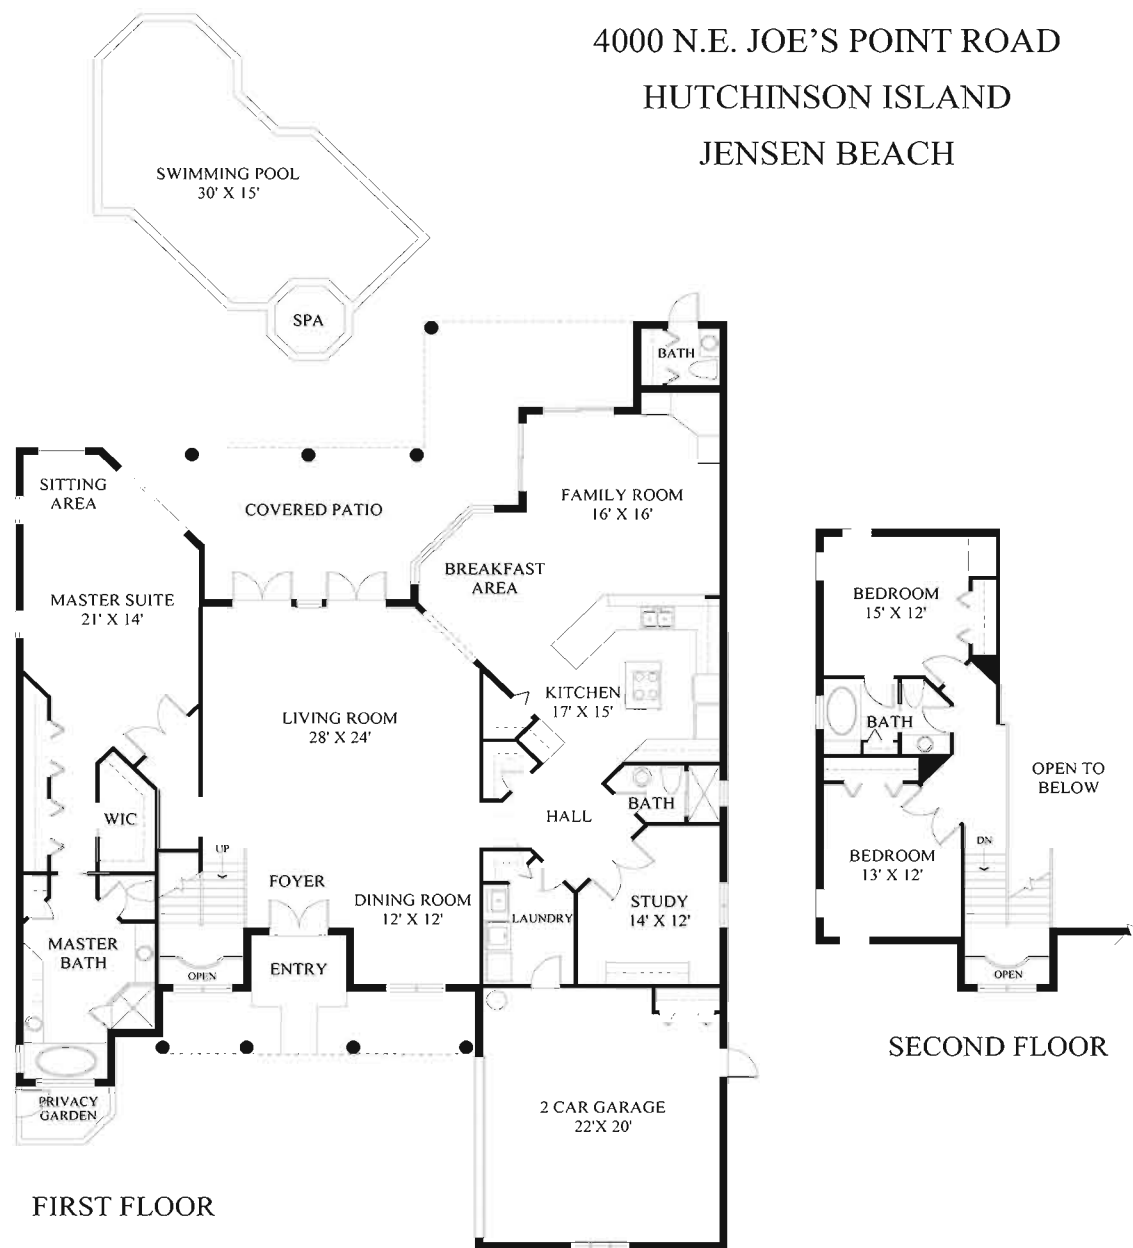 4000 N.E. JOE'S POINT ROAD
HUTCHINSON ISLAND
JENSEN BEACH
SWIMMING POOL
30' X 15'
SPA
BATH
SITTING
AREA
COVERED PATIO
FAMILY ROOM
16' X 16'
BREAKFAST
AREA
MASTER SUITE
21' X 14'
BEDROOM
15' X 12'
KITCHEN
17' X 15'
LIVING ROOM
28' X 24'
BATH
OPEN TO
BELOW
WIC
HALL
BATH
UP
DN
BEDROOM
13' X 12'
FOYER
DINING ROOM
12' X 12'
LAUNDRY
STUDY
14' X 12'
MASTER
BATH
OPEN
ENTRY
OPEN
SECOND FLOOR
PRIVACY
GARDEN
2 CAR GARAGE
22'X 20'
FIRST FLOOR